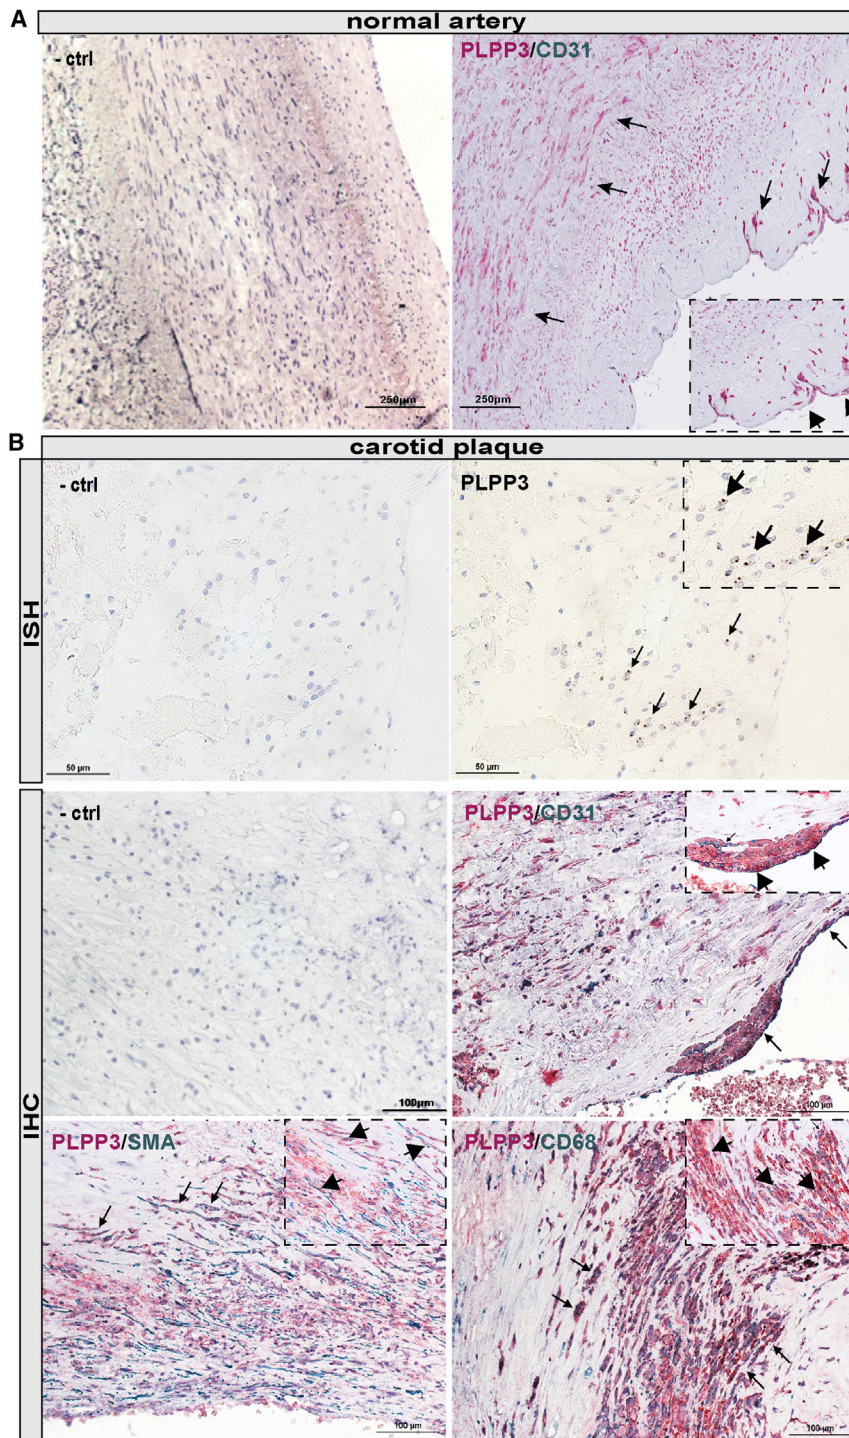 A
normal artery
- ctrl
PLPP3/CD31
250µm
250µm
B
carotid plaque
ISH
- ctrl
PLPP3
50 µm
50 µm
IHC
- ctrl
PLPP3/CD31
100µm
100 µm
PLPP3/SMA
PLPP3/CD68
100 µm
100 µm